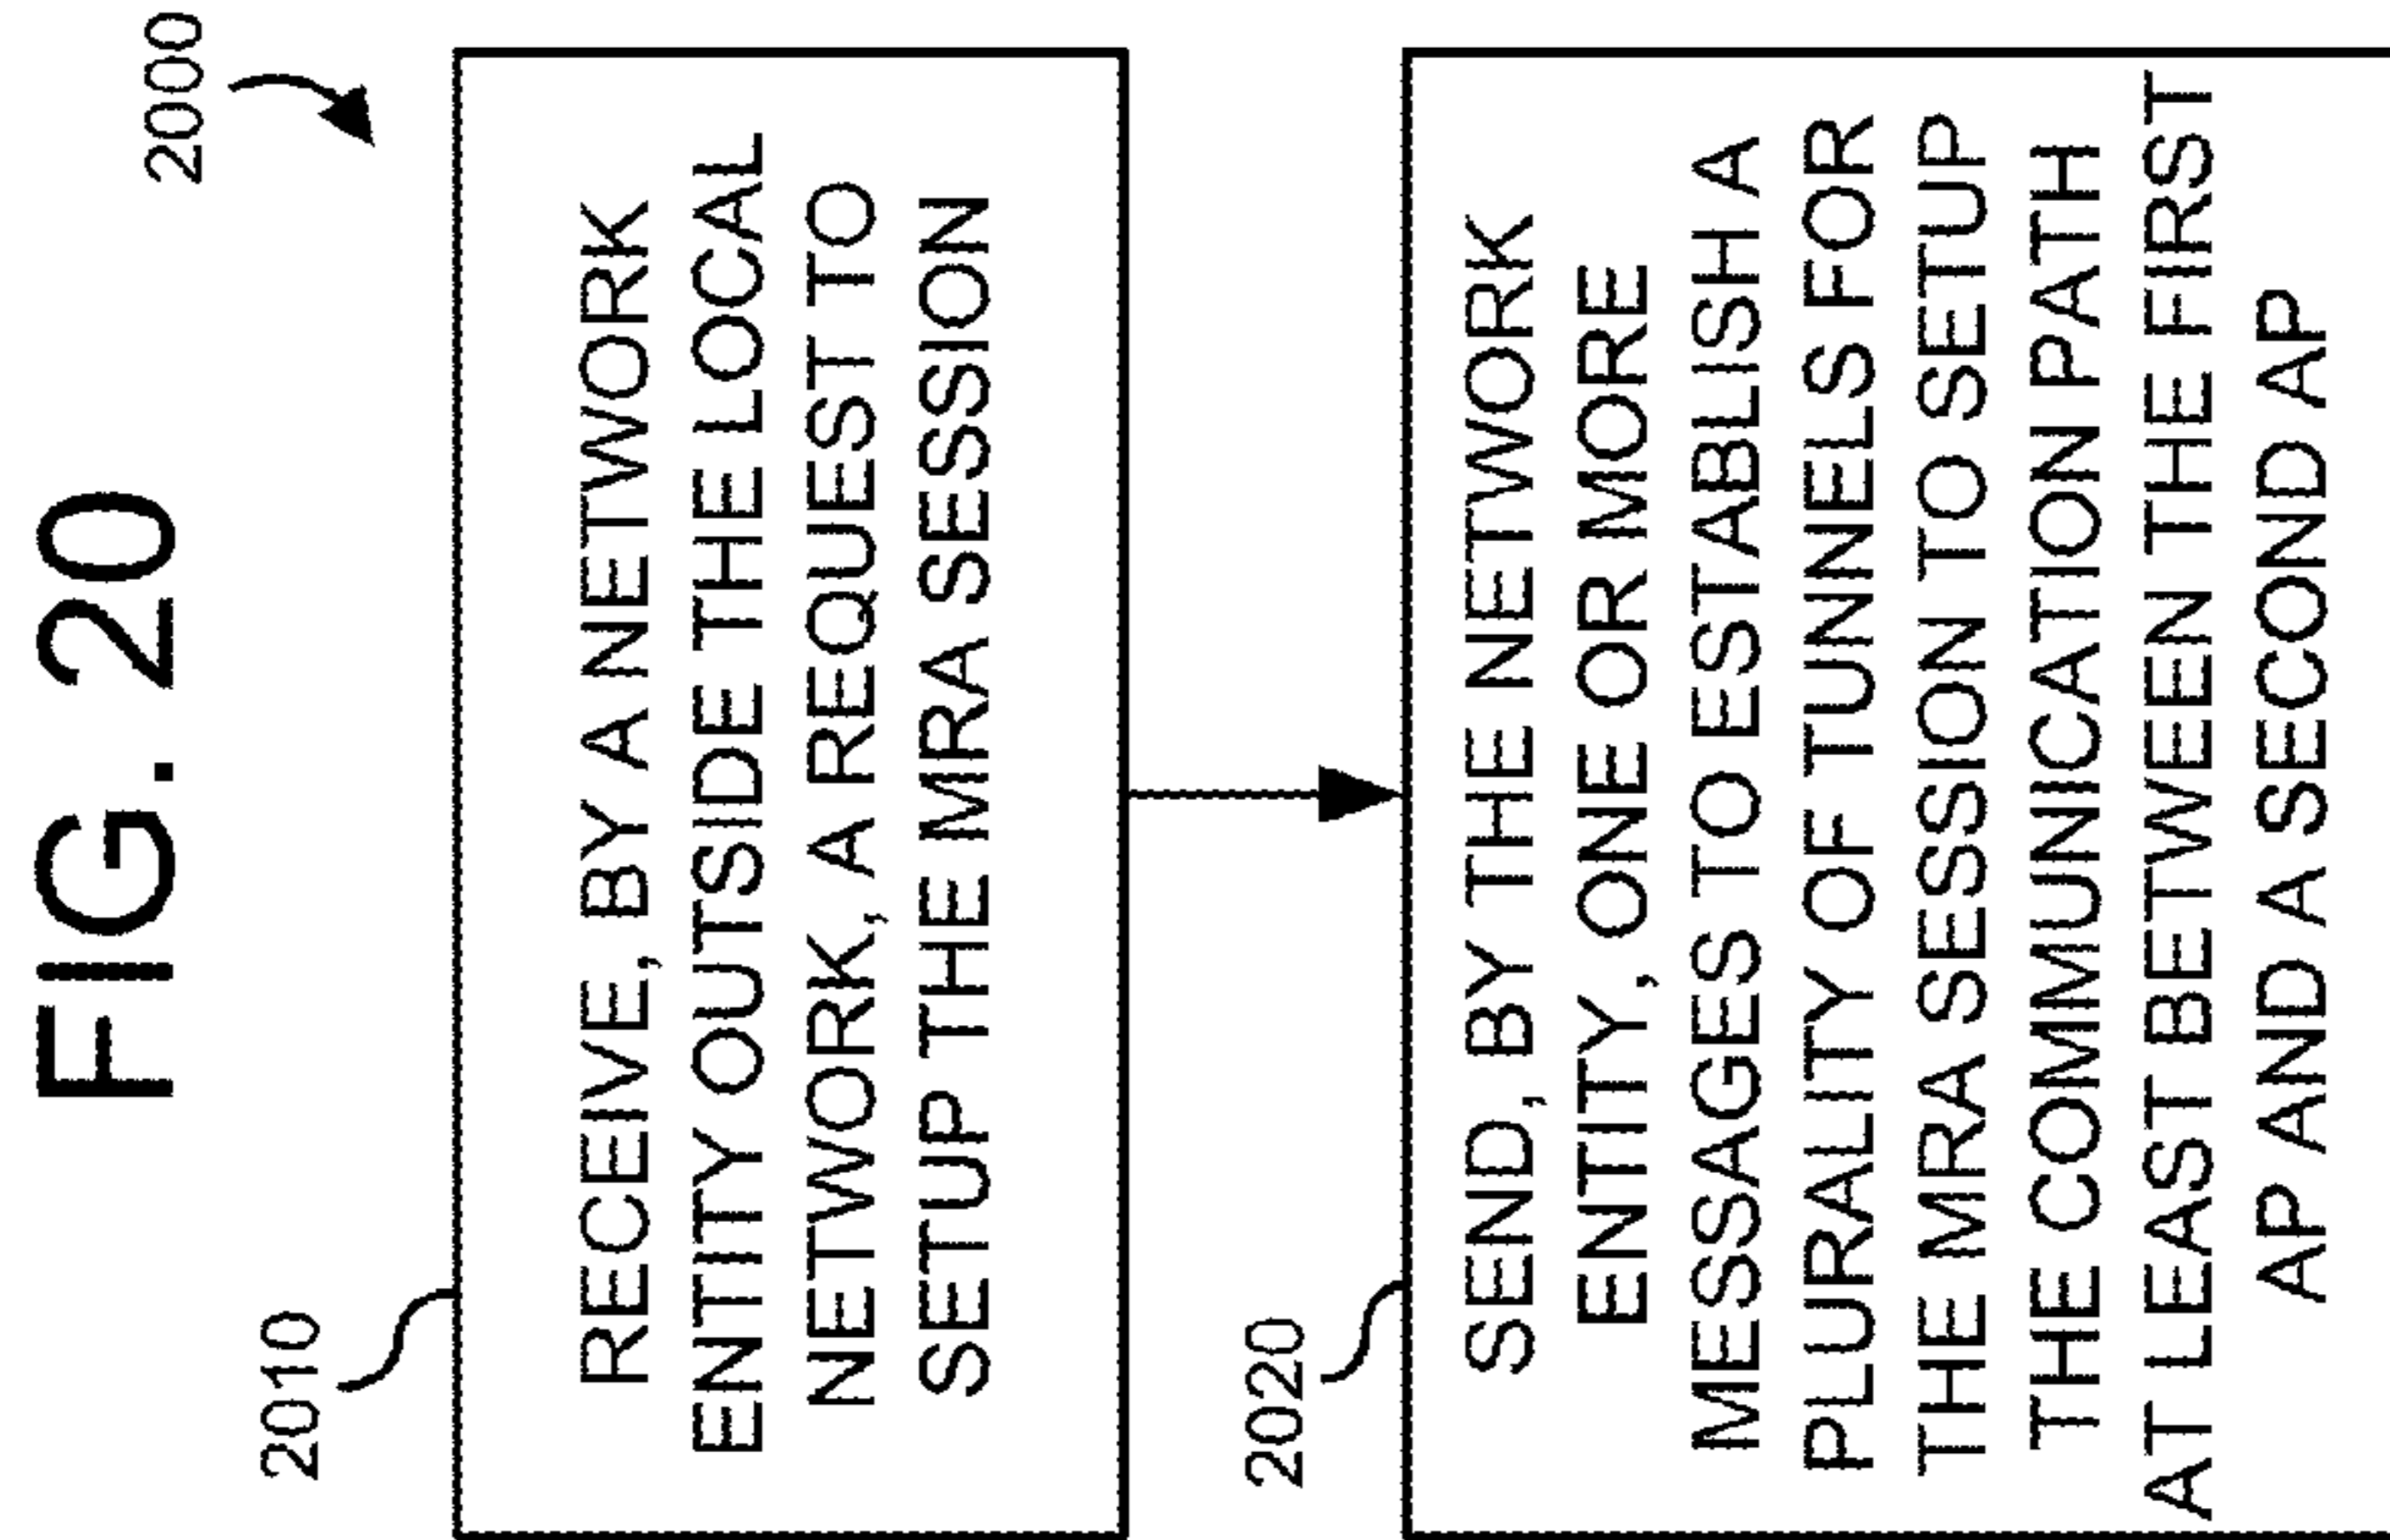 FIG. 20
2000
2010
RECEIVE, BY A NETWORK
ENTITY OUTSIDE THE LOCAL
NETWORK, A REQUEST TO
SETUP THE MRA SESSION
2020
SEND, BY THE NETWORK
ENTITY, ONE OR MORE
MESSAGES TO ESTABLISH A
PLURALITY OF TUNNELS FOR
THE MRA SESSION TO SETUP
THE COMMUNICATION PATH
AT LEAST BETWEEN THE FIRST
AP AND A SECOND AP